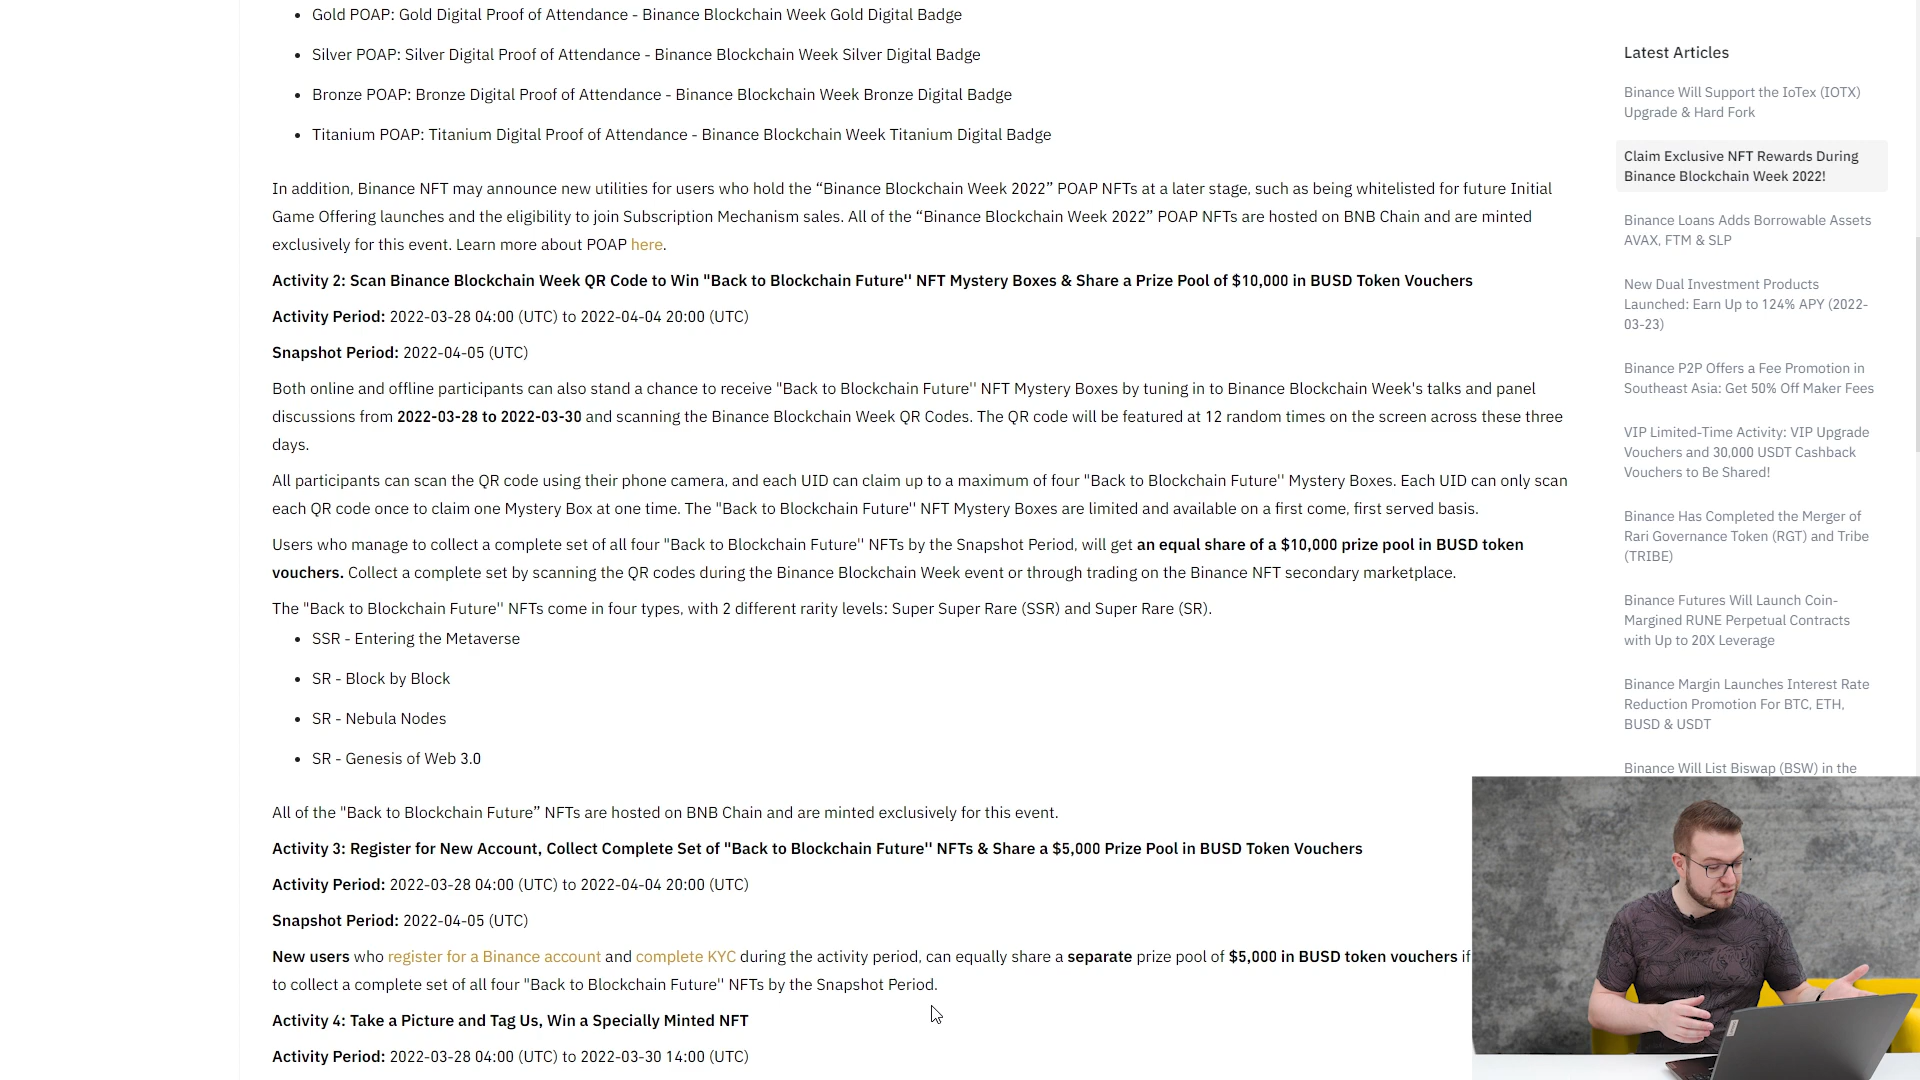 Gold POAP: Gold Digital Proof of Attendance - Binance Blockchain Week Gold Digital Badge
Silver POAP: Silver Digital Proof of Attendance - Binance Blockchain Week Silver Digital Badge
Bronze POAP: Bronze Digital Proof of Attendance - Binance Blockchain Week Bronze Digital Badge
Titanium POAP: Titanium Digital Proof of Attendance - Binance Blockchain Week Titanium Digital Badge
In addition, Binance NFT may announce new utilities for users who hold the “Binance Blockchain Week 2022” POAP NFTs at a later stage, such as being whitelisted for future Initial
Game Offering launches and the eligibility to join Subscription Mechanism sales. All of the “Binance Blockchain Week 2022” POAP NFTs are hosted on BNB Chain and are minted
exclusively for this event. Learn more about POAP here.
Activity 2: Scan Binance Blockchain Week QR Code to Win "Back to Blockchain Future'' NFT Mystery Boxes & Share a Prize Pool of $10,000 in BUSD Token Vouchers
Activity Period: 2022-03-28 04:00 (UTC) to 2022-04-04 20:00 (UTC)
Snapshot Period: 2022-04-05 (UTC)
Both online and offline participants can also stand a chance to receive "Back to Blockchain Future'' NFT Mystery Boxes by tuning in to Binance Blockchain Week's talks and panel
discussions from 2022-03-28 to 2022-03-30 and scanning the Binance Blockchain Week QR Codes. The QR code will be featured at 12 random times on the screen across these three
days.
All participants can scan the QR code using their phone camera, and each UID can claim up to a maximum of four "Back to Blockchain Future'' Mystery Boxes. Each UID can only scan
each QR code once to claim one Mystery Box at one time. The "Back to Blockchain Future'' NFT Mystery Boxes are limited and available on a first come, first served basis.
Users who manage to collect a complete set of all four "Back to Blockchain Future'' NFTs by the Snapshot Period, will get an equal share of a $10,000 prize pool in BUSD token
vouchers. Collect a complete set by scanning the QR codes during the Binance Blockchain Week event or through trading on the Binance NFT secondary marketplace.
The "Back to Blockchain Future'' NFTs come in four types, with 2 different rarity levels: Super Super Rare (SSR) and Super Rare (SR).
SSR - Entering the Metaverse
SR - Block by Block
SR - Nebula Nodes
SR - Genesis of Web 3.0
All of the "Back to Blockchain Future” NFTs are hosted on BNB Chain and are minted exclusively for this event.
Activity 3: Register for New Account, Collect Complete Set of "Back to Blockchain Future'' NFTs & Share a $5,000 Prize Pool in BUSD Token Vouchers
Activity Period: 2022-03-28 04:00 (UTC) to 2022-04-04 20:00 (UTC)
Snapshot Period: 2022-04-05 (UTC)
New users who register for a Binance account and complete KYC during the activity period, can equally share a separate prize pool of $5,000 in BUSD token vouchers if
to collect a complete set of all four "Back to Blockchain Future'' NFTs by the Snapshot Period.
Activity 4: Take a Picture and Tag Us, Win a Specially Minted NFT
Activity Period: 2022-03-28 04:00 (UTC) to 2022-03-30 14:00 (UTC)
Latest Articles
Binance Will Support the IoTex (IOTX)
Upgrade & Hard Fork
Claim Exclusive NFT Rewards During
Binance Blockchain Week 2022!
Binance Loans Adds Borrowable Assets
AVAX, FTM & SLP
New Dual Investment Products
Launched: Earn Up to 124% APY (2022-
03-23)
Binance P2P Offers a Fee Promotion in
Southeast Asia: Get 50% Off Maker Fees
VIP Limited-Time Activity: VIP Upgrade
Vouchers and 30,000 USDT Cashback
Vouchers to Be Shared!
Binance Has Completed the Merger of
Rari Governance Token (RGT) and Tribe
(TRIBE)
Binance Futures Will Launch Coin-
Margined RUNE Perpetual Contracts
with Up to 20X Leverage
Binance Margin Launches Interest Rate
Reduction Promotion For BTC, ETH,
BUSD & USDT
Binance Will List Biswap (BSW) in the